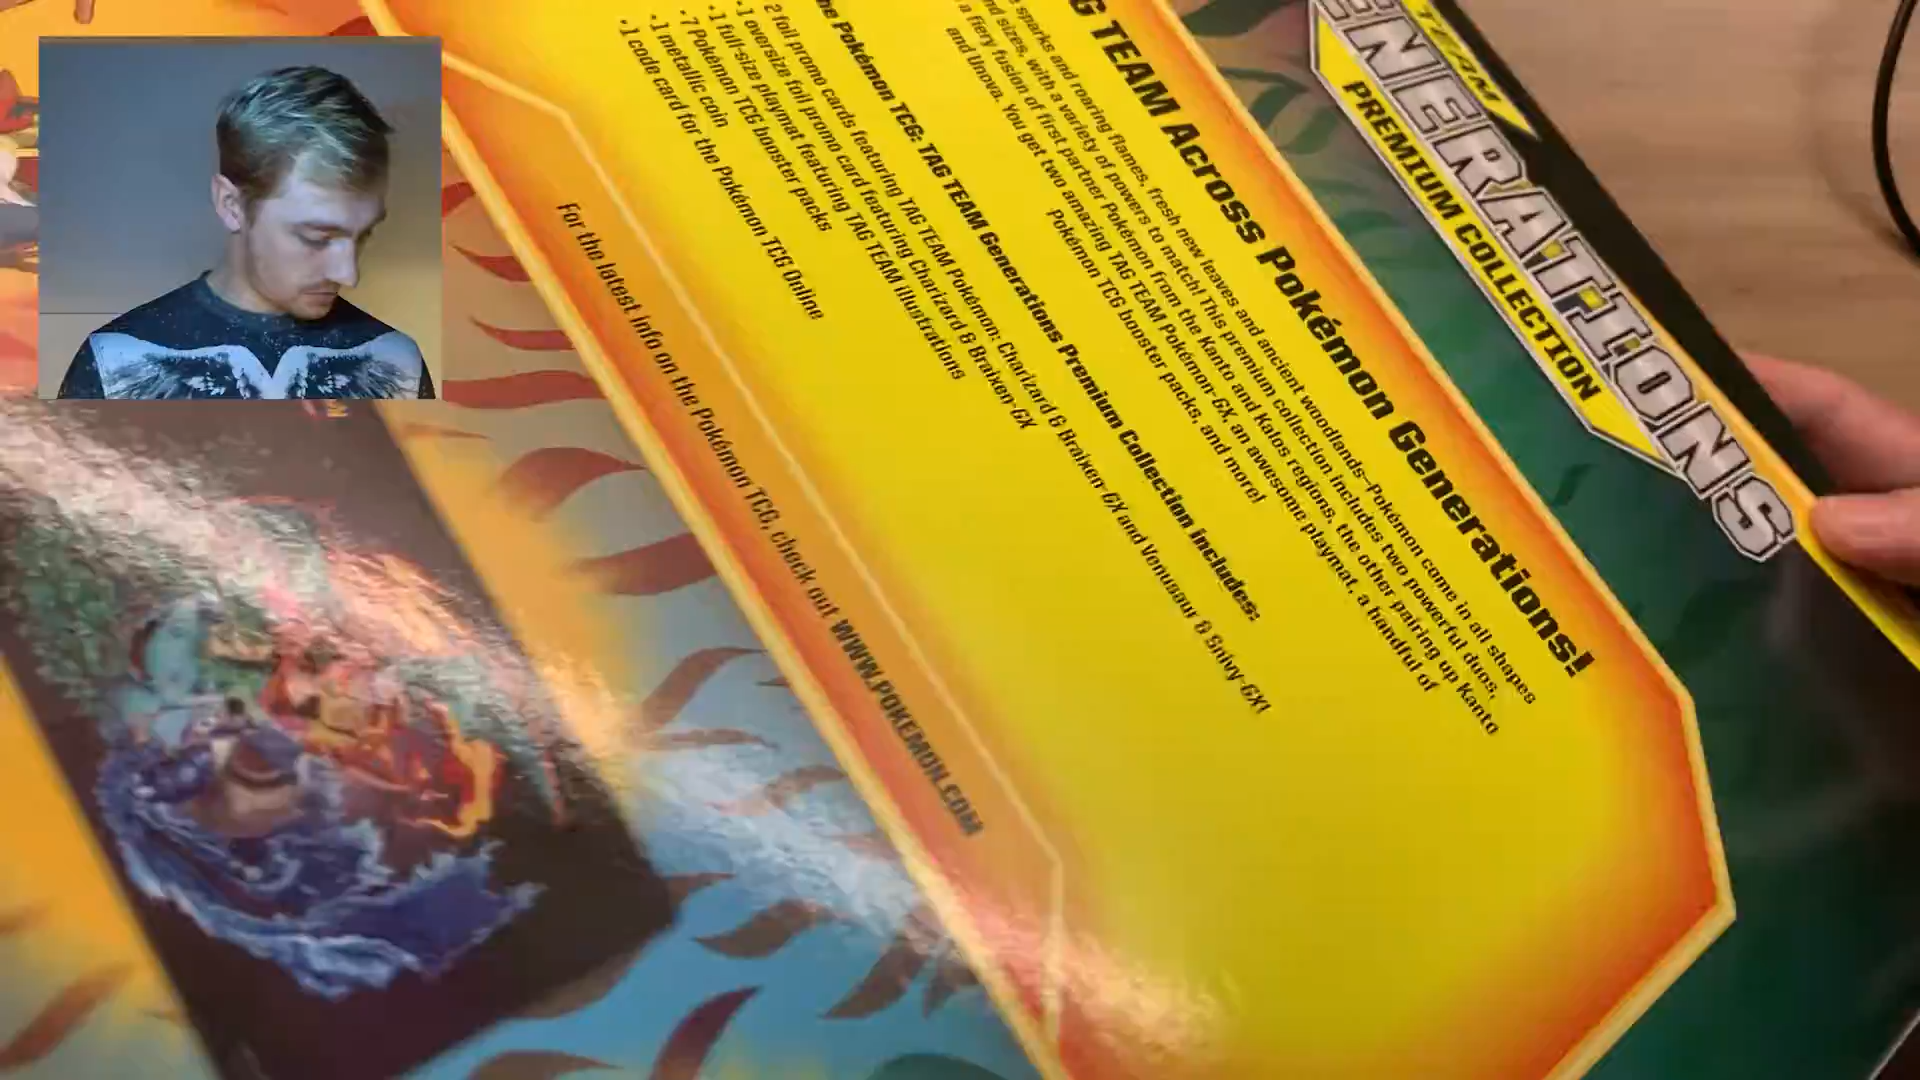 TEAM
ENERATIONS
PREMIUM COLLECTION
G TEAM Across Pokémon Generations!
sparks and roaring flames, fresh new leaves and ancient woodlands—Pokémon come in all shapes
nd sizes, with a variety of powers to match! This premium collection includes two powerful duos,
a fiery fusion of first partner Pokémon from the Kanto and Kalos regions, the other pairing up Kanto
and Unova. You get two amazing TAG TEAM Pokémon-GX, an awesome playmat, a handful of
Pokémon TCG booster packs, and more!
he Pokémon TCG: TAG TEAM Generations Premium Collection includes:
•2 foil promo cards featuring TAG TEAM Pokémon: Charizard & Braixen-GX and Venusaur & Snivy-GX!
•1 oversize foil promo card featuring Charizard & Braixen-GX
•1 full-size playmat featuring TAG TEAM illustrations
•7 Pokémon TCG booster packs
•1 metallic coin
•1 code card for the Pokémon TCG Online
For the latest info on the Pokémon TCG, check out WWW.POKEMON.COM